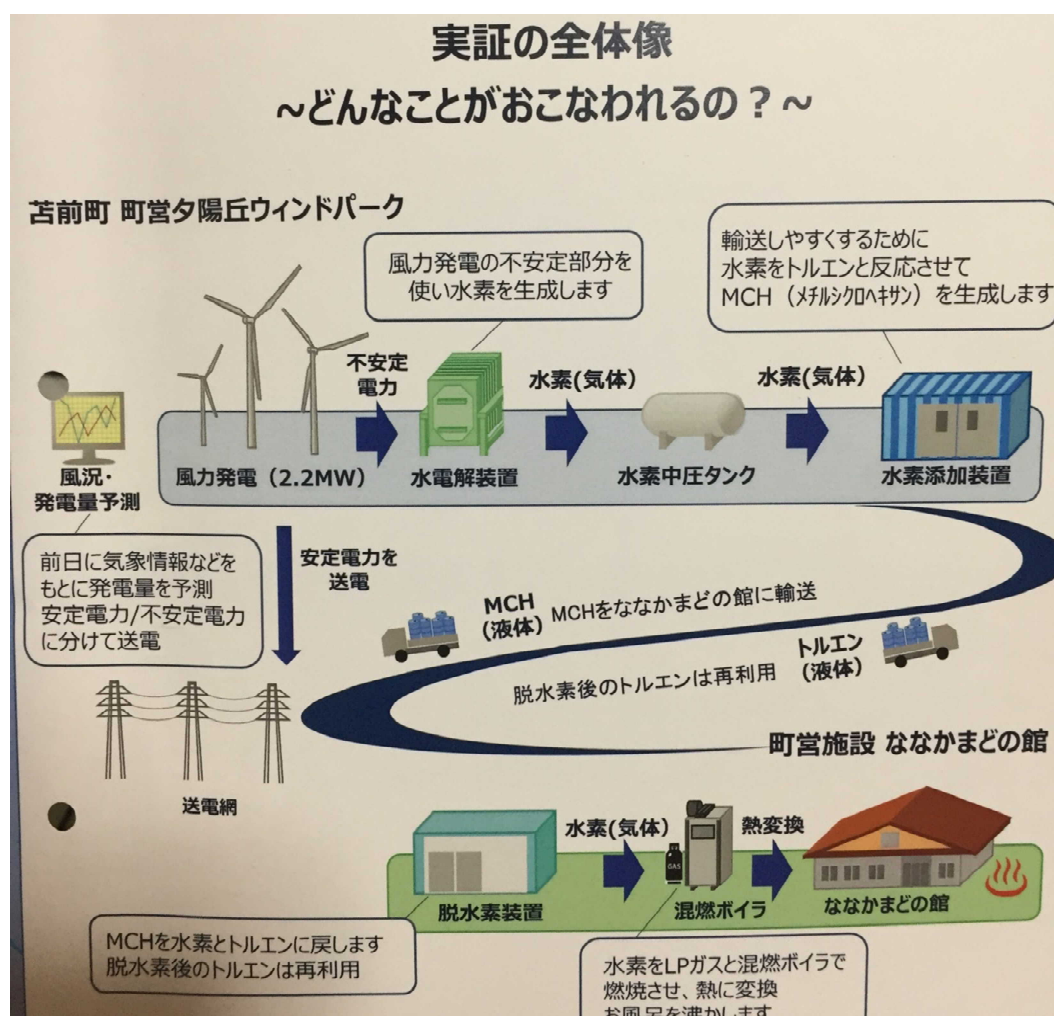 実証の全体像
~どんなことがおこなわれるの?~
苫前町 町営夕陽丘ウィンドパーク
風力発電の不安定部分を
使い水素を生成します
輸送しやすくするために
水素をトルエンと反応させて
MCH(メチルシクロヘキサン)を生成します
不安定
電力
水素(気体)
水素(気体)
風況・
発電量予測
風力発電(2.2MW)
水電解装置
水素中圧タンク
水素添加装置
前日に気象情報などを
もとに発電量を予測
安定電力/不安定電力
に分けて送電
安定電力を
送電
MCH
(液体)
MCHをななかまどの館に輸送
トルエン
(液体)
脱水素後のトルエンは再利用
送電網
町営施設 ななかまどの館
水素(気体)
GAS
熱変換
脱水素装置
混燃ボイラ
ななかまどの館
MCHを水素とトルエンに戻します
脱水素後のトルエンは再利用
水素をLPガスと混燃ボイラで
燃焼させ、熱に変換
お風呂を沸かします